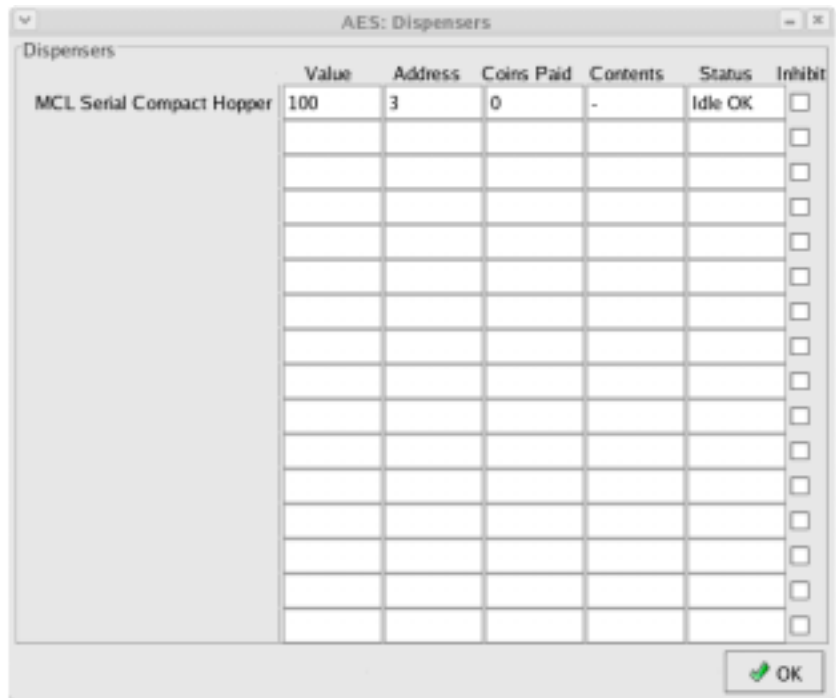 AES: Dispensers
Dispensers
Value Address Coins Paid Contents Status Inhibit
MCL Serial Compact Hopper 100 3 0 - Idle OK
OK